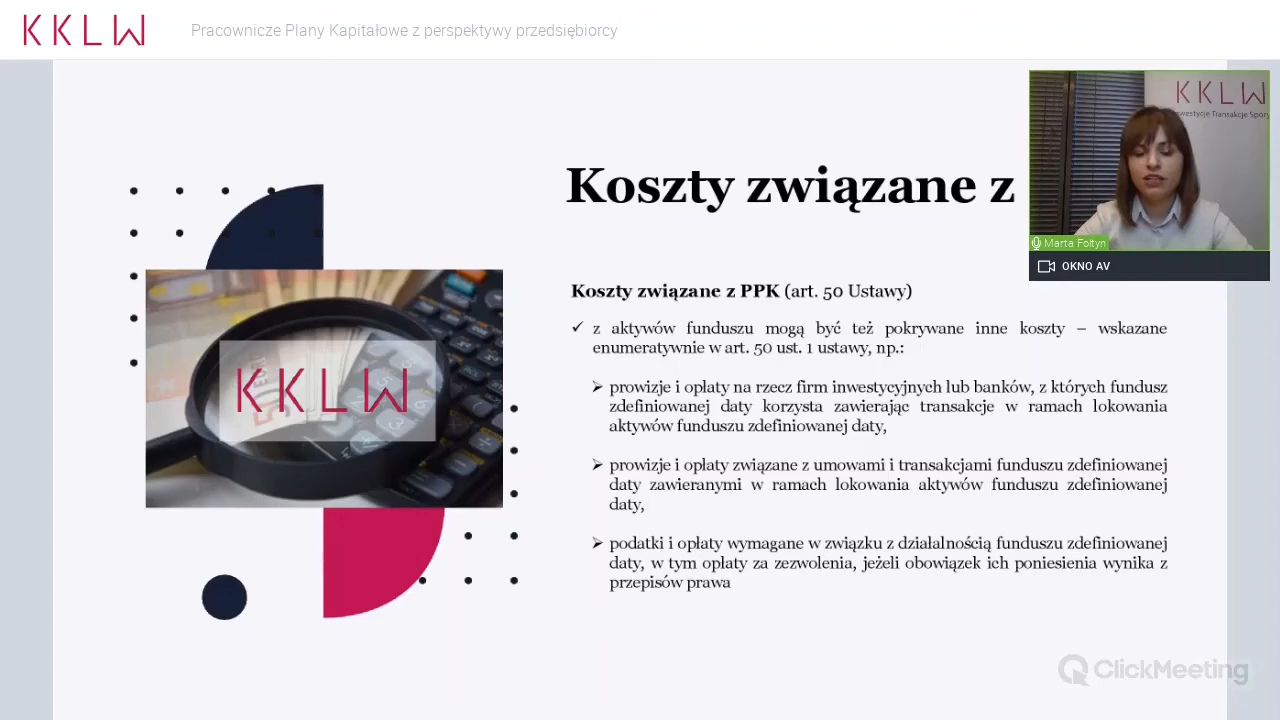 KKLW
Pracownicze Plany Kapitałowe z perspektywy przedsiębiorcy
KKLW
Inwestycje Transakcje Spory
Koszty związane z
Marta Foltyn
OKNO AV
Koszty związane z PPK (art. 50 Ustawy)
✓ z aktywów funduszu mogą być też pokrywane inne koszty – wskazane
enumeratywnie w art. 50 ust. 1 ustawy, np.:
➢ prowizje i opłaty na rzecz firm inwestycyjnych lub banków, z których fundusz
zdefiniowanej daty korzysta zawierając transakcje w ramach lokowania
aktywów funduszu zdefiniowanej daty,
➢ prowizje i opłaty związane z umowami i transakcjami funduszu zdefiniowanej
daty zawieranymi w ramach lokowania aktywów funduszu zdefiniowanej
daty,
➢ podatki i opłaty wymagane w związku z działalnością funduszu zdefiniowanej
daty, w tym opłaty za zezwolenia, jeżeli obowiązek ich poniesienia wynika z
przepisów prawa
KKLW
ClickMeeting